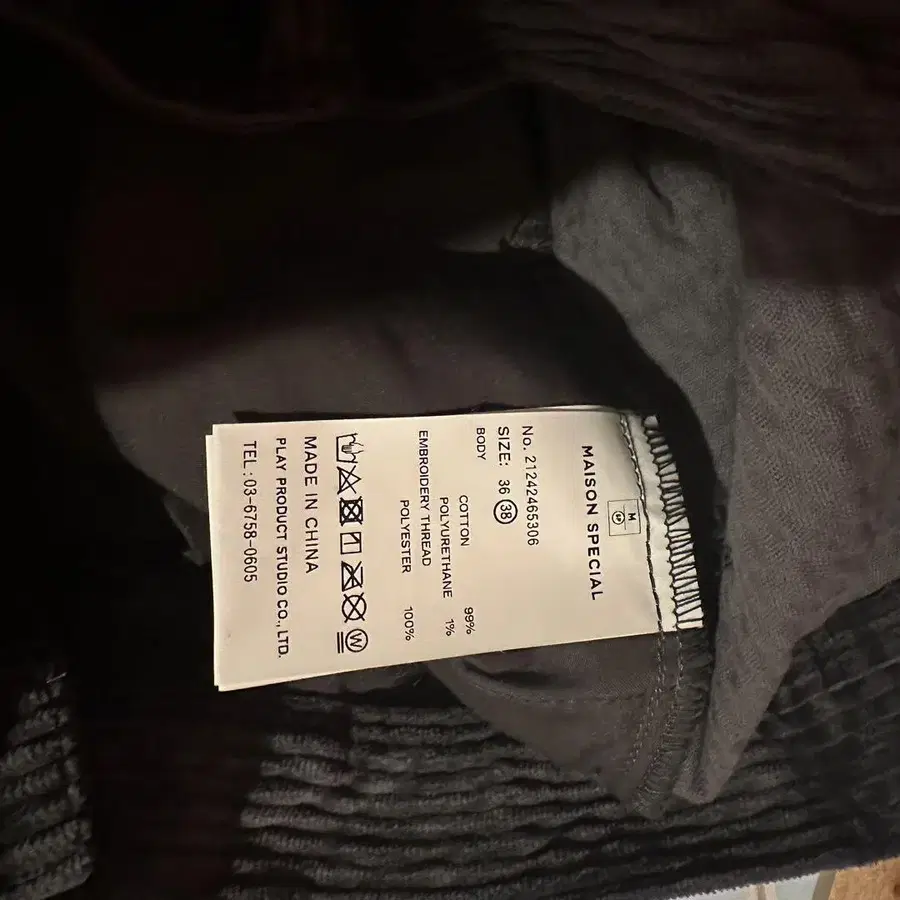 M
LP
MAISON SPECIAL
No. 21242465306
SIZE: 36 38
BODY
COTTON 99%
POLYURETHANE 1%
EMBROIDERY THREAD
POLYESTER 100%
W
MADE IN CHINA
PLAY PRODUCT STUDIO CO., LTD.
TEL : 03-6758-0605